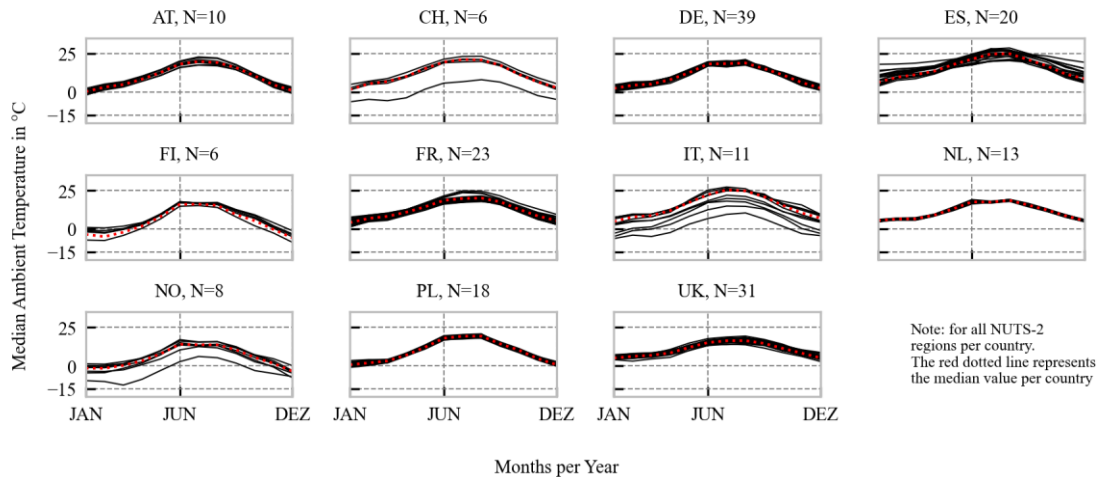 AT, N=10
CH, N=6
DE, N=39
ES, N=20
25
0
−15
FI, N=6
FR, N=23
IT, N=11
NL, N=13
25
0
−15
NO, N=8
PL, N=18
UK, N=31
25
0
−15
JAN
JUN
DEZ
JAN
JUN
DEZ
JAN
JUN
DEZ
Median Ambient Temperature in °C
Months per Year
Note: for all NUTS-2
regions per country.
The red dotted line represents
the median value per country